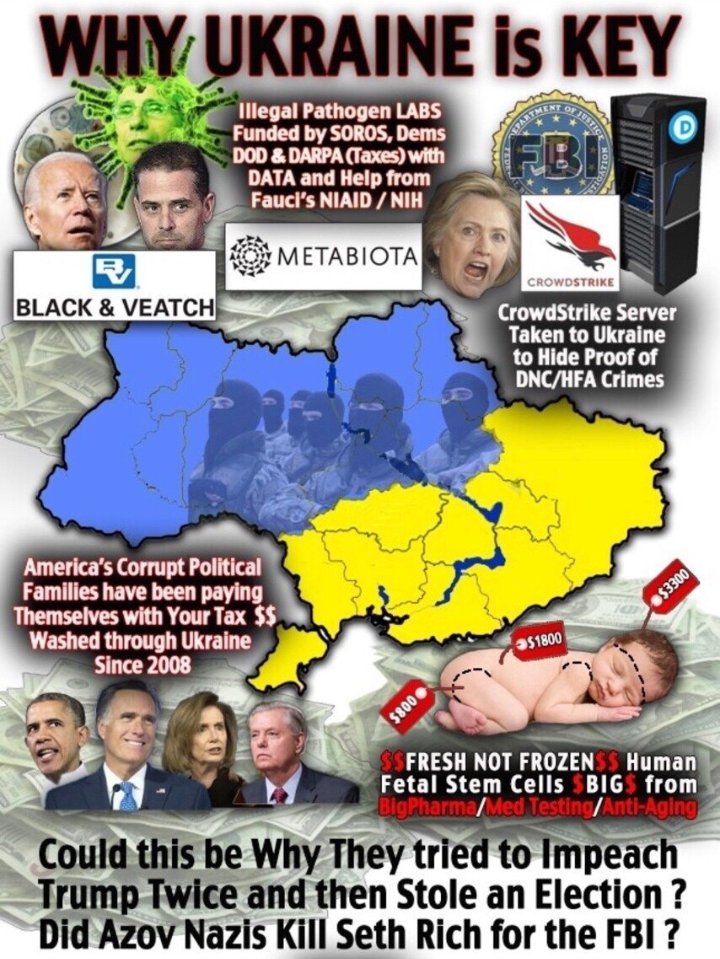 WHY UKRAINE is KEY
Illegal Pathogen LABS
Funded by SOROS, Dems
DOD & DARPA (Taxes) with
DATA and Help from
Fauci's NIAID / NIH
DEPARTMENT OF JUSTICE
FBI
D
BV
BLACK & VEATCH
METABIOTA
CROWDSTRIKE
CrowdStrike Server
Taken to Ukraine
to Hide Proof of
DNC/HFA Crimes
America's Corrupt Political
Families have been paying
Themselves with Your Tax $$
Washed through Ukraine
Since 2008
$3300
$1800
$800
$$FRESH NOT FROZEN$$ Human
Fetal Stem Cells $BIG$ from
BigPharma/Med Testing/Anti-Aging
Could this be Why They tried to Impeach
Trump Twice and then Stole an Election ?
Did Azov Nazis Kill Seth Rich for the FBI ?